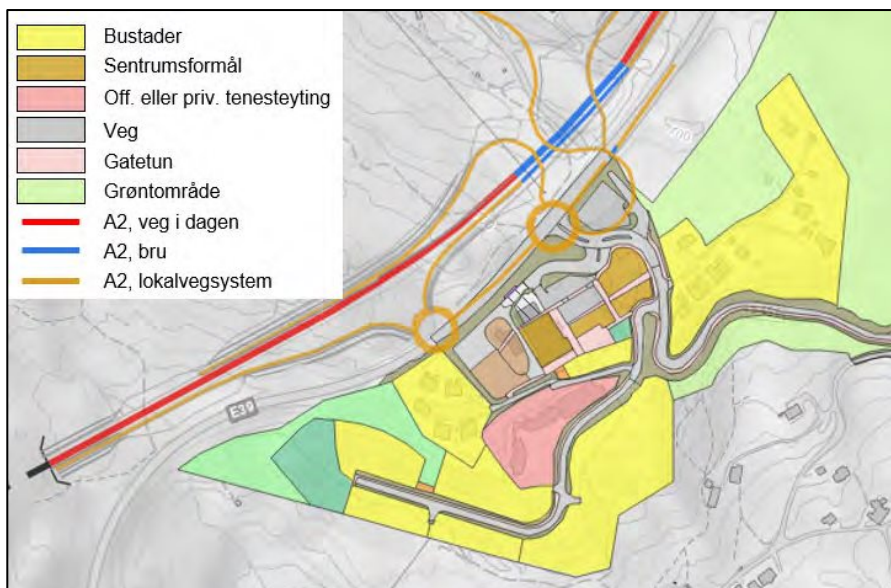 Bustader
Sentrumsformål
Off. eller priv. tenesteyting
Veg
Gatetun
Grøntområde
A2, veg i dagen
A2, bru
A2, lokalvegsystem
E39